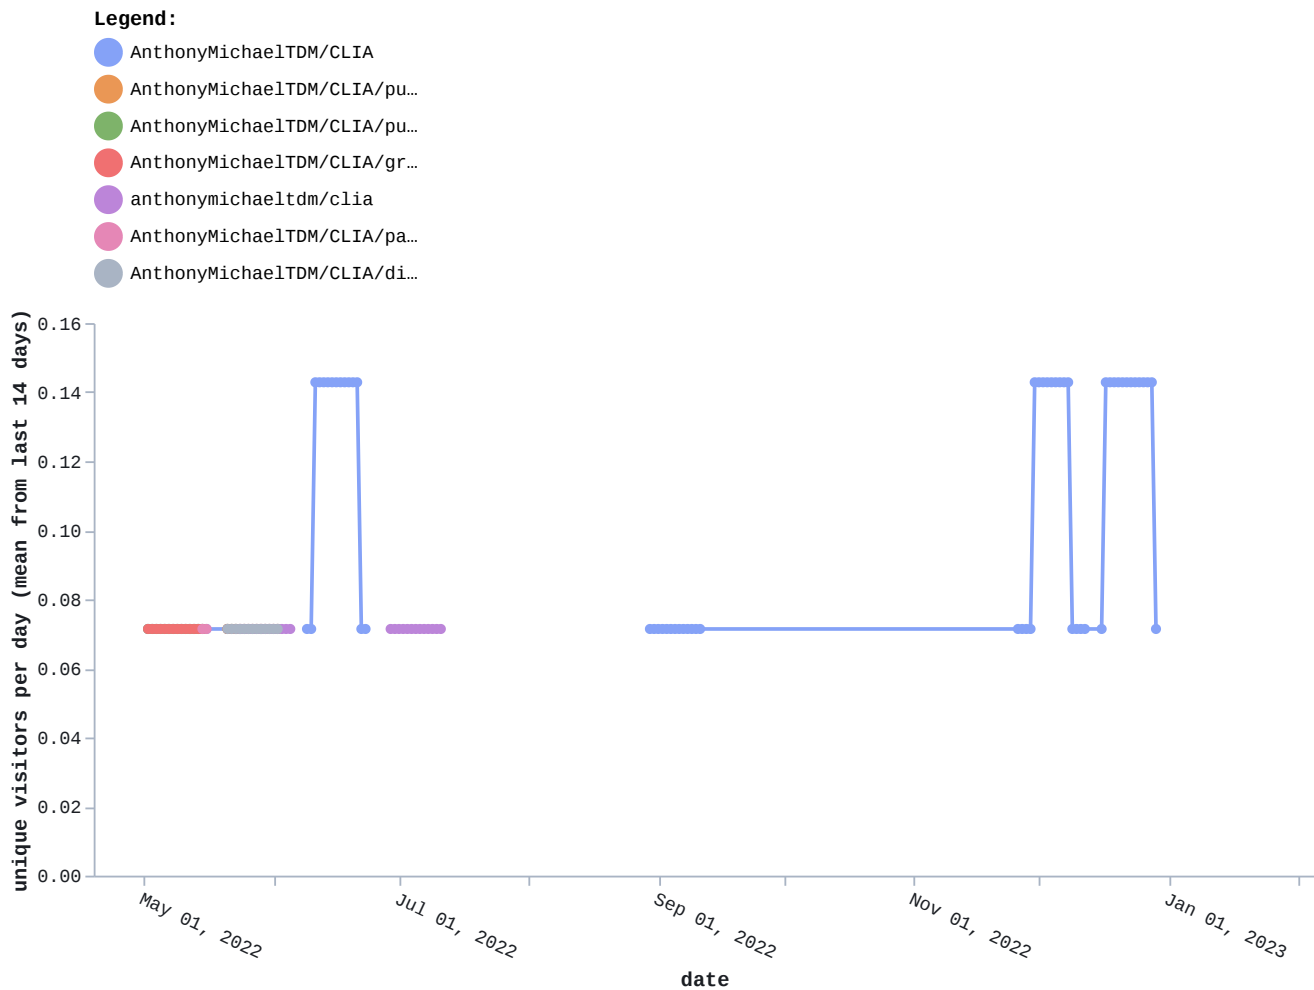 Legend:
AnthonyMichaelTDM/CLIA
AnthonyMichaelTDM/CLIA/pu…
AnthonyMichaelTDM/CLIA/pu…
AnthonyMichaelTDM/CLIA/gr…
anthonymichaeltdm/clia
AnthonyMichaelTDM/CLIA/pa…
AnthonyMichaelTDM/CLIA/di…
unique visitors per day (mean from last 14 days)
0.16
0.14
0.12
0.10
0.08
0.06
0.04
0.02
0.00
May 01, 2022
Jul 01, 2022
Sep 01, 2022
Nov 01, 2022
Jan 01, 2023
date